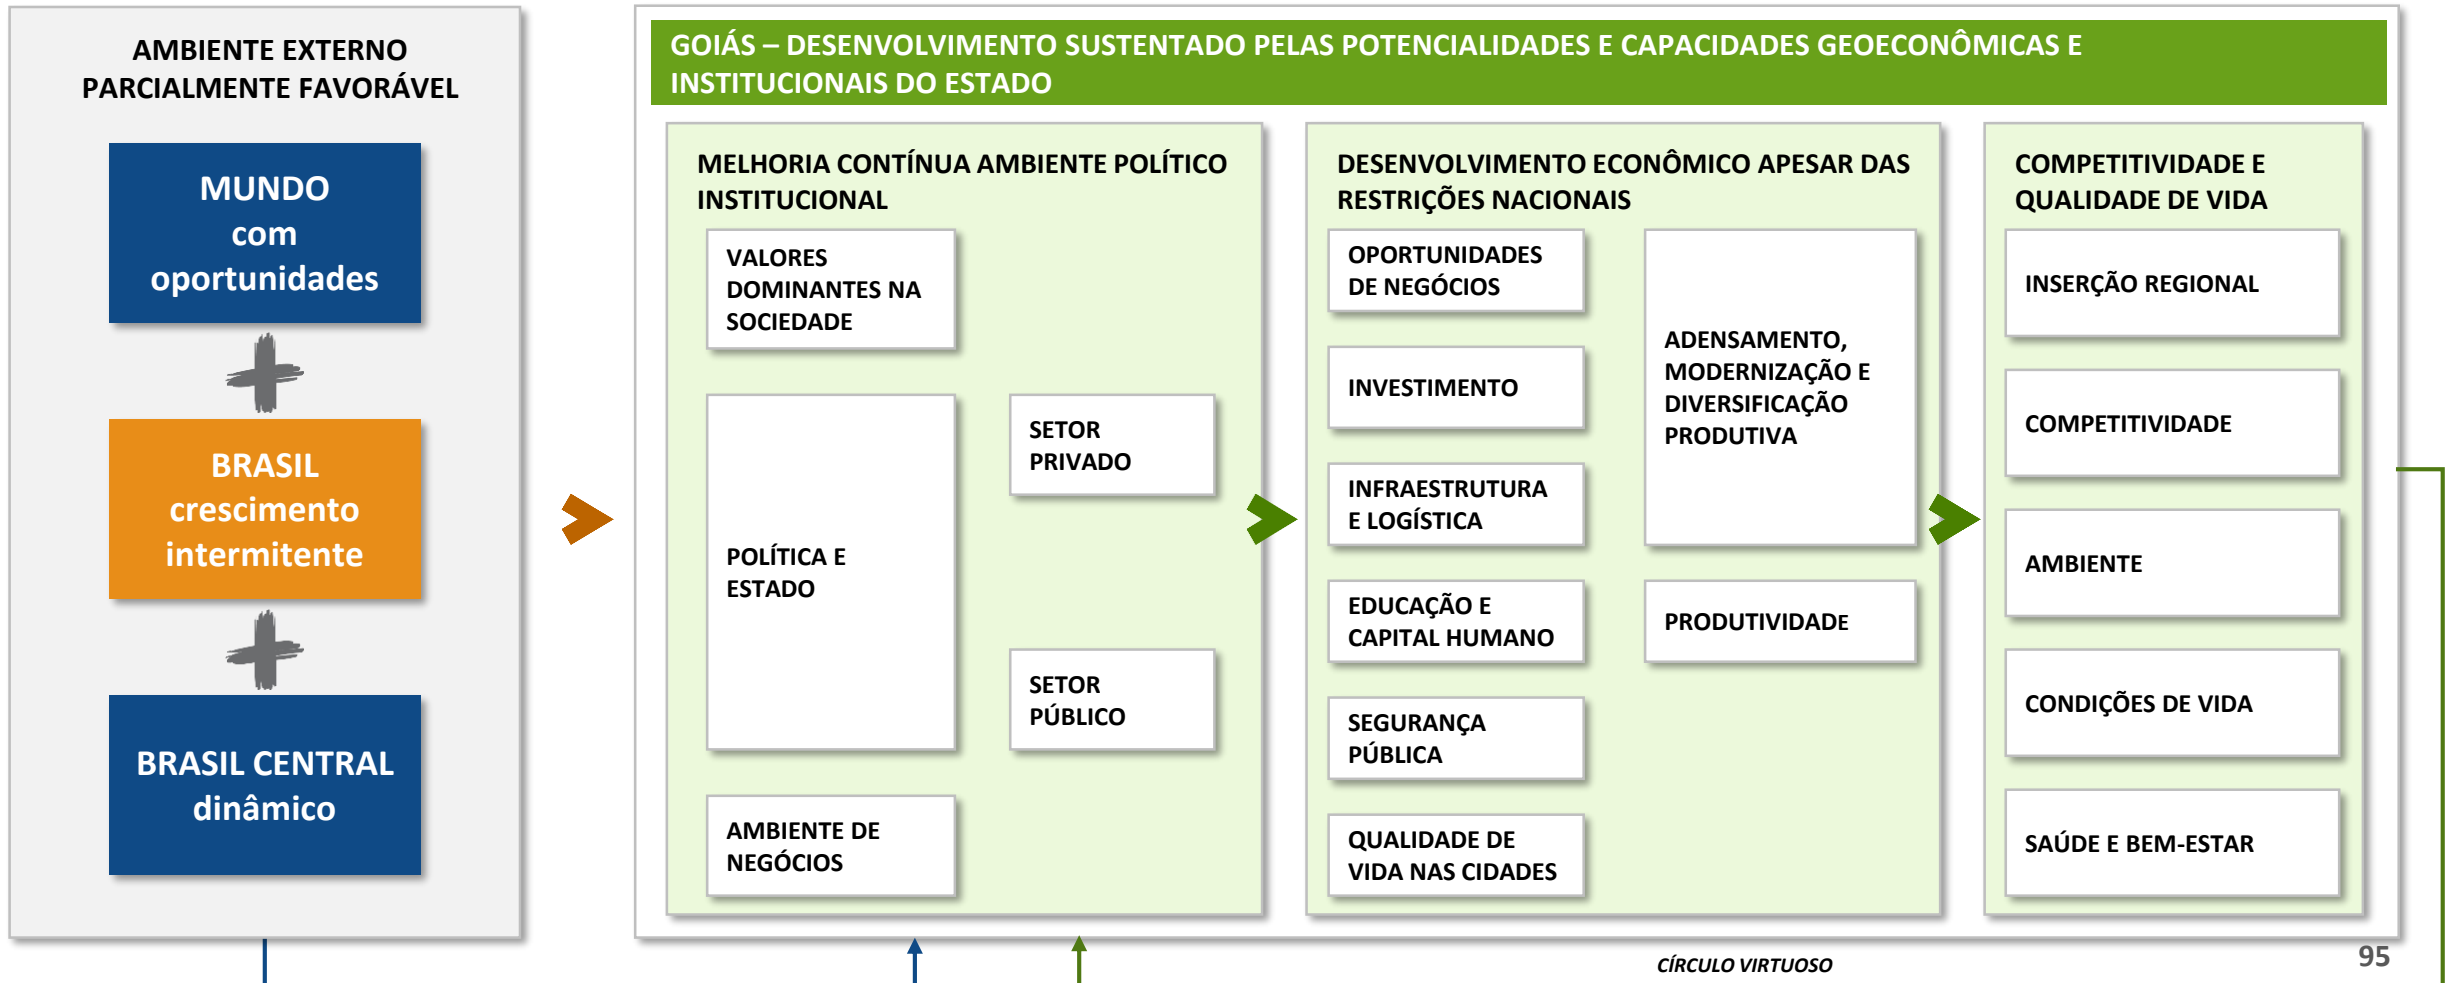 AMBIENTE EXTERNO
PARCIALMENTE FAVORÁVEL
MUNDO
com
oportunidades
BRASIL
crescimento
intermitente
BRASIL CENTRAL
dinâmico
GOIÁS – DESENVOLVIMENTO SUSTENTADO PELAS POTENCIALIDADES E CAPACIDADES GEOECONÔMICAS E
INSTITUCIONAIS DO ESTADO
MELHORIA CONTÍNUA AMBIENTE POLÍTICO
INSTITUCIONAL
VALORES
DOMINANTES NA
SOCIEDADE
POLÍTICA E
ESTADO
AMBIENTE DE
NEGÓCIOS
SETOR
PRIVADO
SETOR
PÚBLICO
DESENVOLVIMENTO ECONÔMICO APESAR DAS
RESTRIÇÕES NACIONAIS
OPORTUNIDADES
DE NEGÓCIOS
INVESTIMENTO
INFRAESTRUTURA
E LOGÍSTICA
EDUCAÇÃO E
CAPITAL HUMANO
SEGURANÇA
PÚBLICA
QUALIDADE DE
VIDA NAS CIDADES
ADENSAMENTO,
MODERNIZAÇÃO E
DIVERSIFICAÇÃO
PRODUTIVA
PRODUTIVIDADE
COMPETITIVIDADE E
QUALIDADE DE VIDA
INSERÇÃO REGIONAL
COMPETITIVIDADE
AMBIENTE
CONDIÇÕES DE VIDA
SAÚDE E BEM-ESTAR
CÍRCULO VIRTUOSO
95